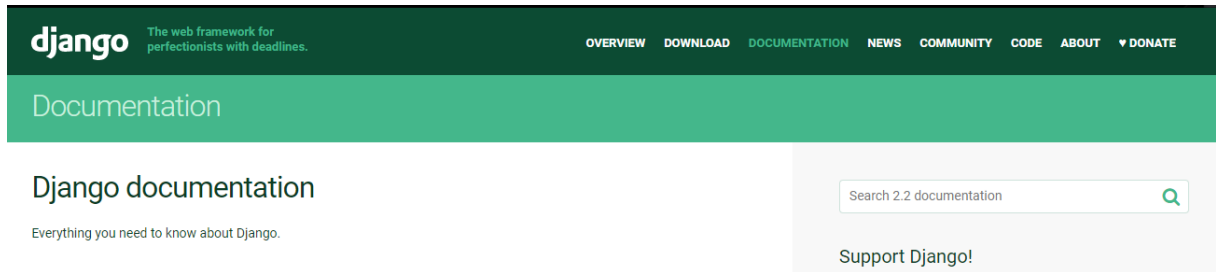 django
The web framework for
perfectionists with deadlines.
OVERVIEW DOWNLOAD DOCUMENTATION NEWS COMMUNITY CODE ABOUT ♥ DONATE
Documentation
Django documentation
Search 2.2 documentation
Everything you need to know about Django.
Support Django!